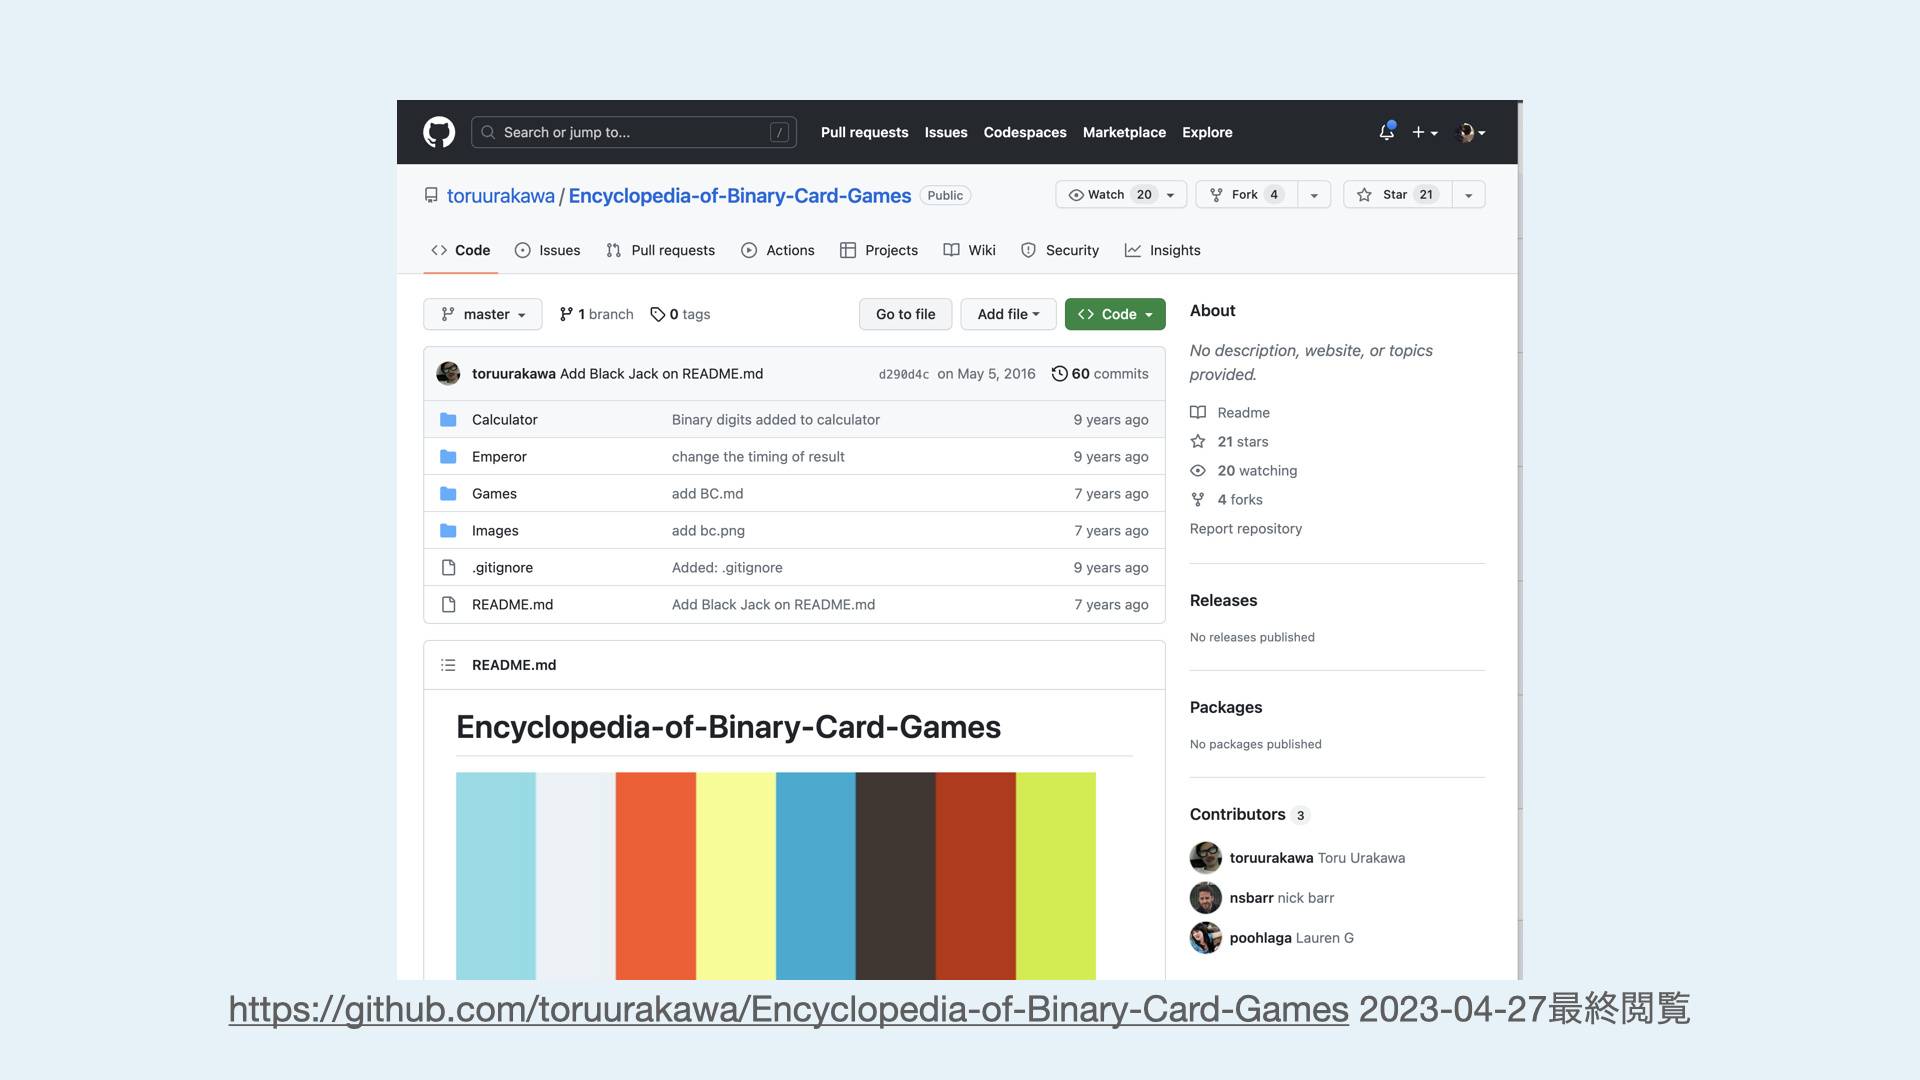 Search or jump to... / Pull requests Issues Codespaces Marketplace Explore
toruurakawa / Encyclopedia-of-Binary-Card-Games Public Watch 20 Fork 4 Star 21
Code Issues Pull requests Actions Projects Wiki Security Insights
master 1 branch 0 tags Go to file Add file Code
toruurakawa Add Black Jack on README.md d290d4c on May 5, 2016 60 commits
Calculator Binary digits added to calculator 9 years ago
Emperor change the timing of result 9 years ago
Games add BC.md 7 years ago
Images add bc.png 7 years ago
.gitignore Added: .gitignore 9 years ago
README.md Add Black Jack on README.md 7 years ago
README.md
Encyclopedia-of-Binary-Card-Games
About
No description, website, or topics
provided.
Readme
21 stars
20 watching
4 forks
Report repository
Releases
No releases published
Packages
No packages published
Contributors 3
toruurakawa Toru Urakawa
nsbarr nick barr
poohlaga Lauren G
https://github.com/toruurakawa/Encyclopedia-of-Binary-Card-Games 2023-04-27最終閲覧